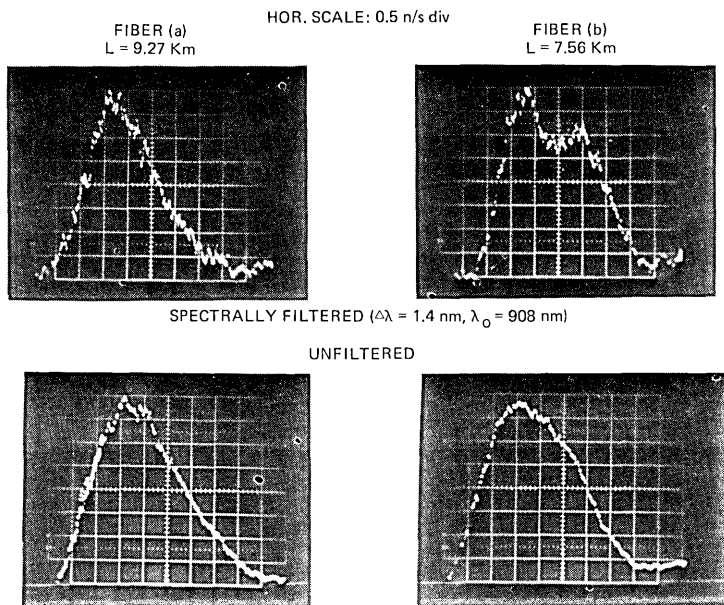 HOR. SCALE: 0.5 n/s div
FIBER (a)
L = 9.27 Km
FIBER (b)
L = 7.56 Km
SPECTRALLY FILTERED (Δλ = 1.4 nm, λo = 908 nm)
UNFILTERED